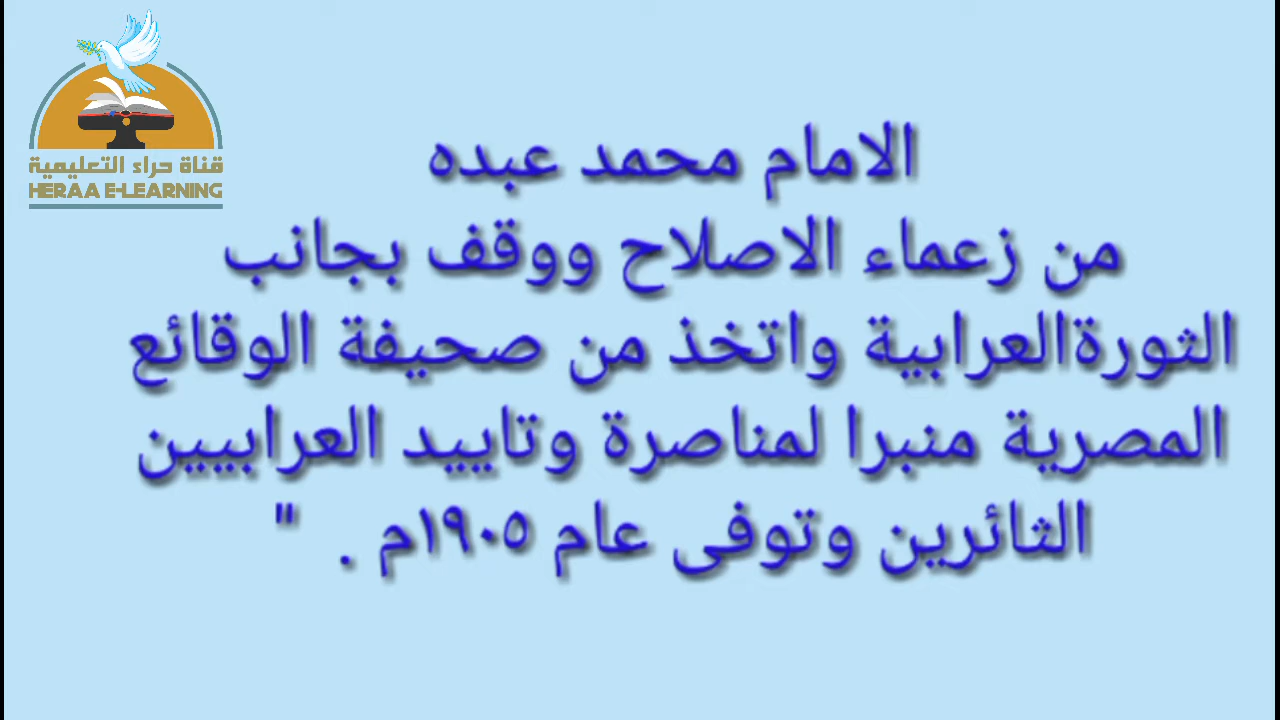 قناة حراء التعليمية
HERAA E-LEARNING
الامام محمد عبده
من زعماء الاصلاح ووقف بجانب
الثورةالعرابية واتخذ من صحيفة الوقائع
المصرية منبرا لمناصرة وتاييد العرابيين
الثائرين وتوفى عام ١٩٠٥م . "